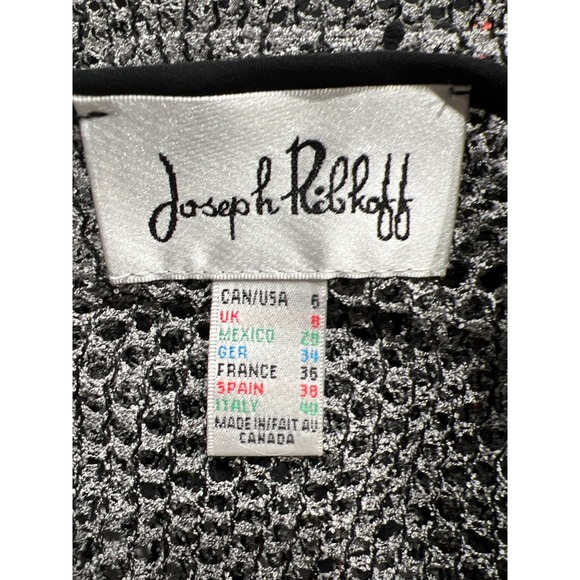 Joseph Ribkoff
CAN/USA 6
UK 8
MEXICO 28
GER 34
FRANCE 36
SPAIN 38
ITALY 40
MADE IN/FAIT AU
CANADA